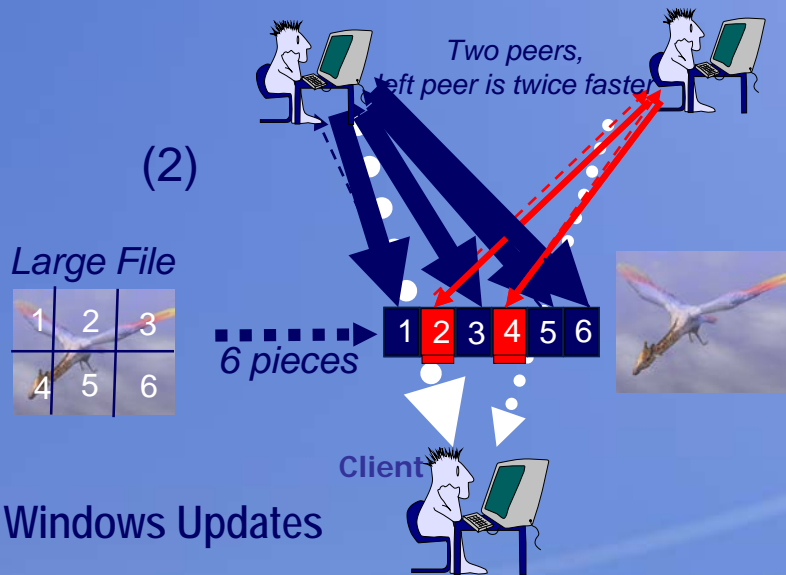 Two peers,
left peer is twice faster
(2)
Large File
1 2 3
4 5 6
6 pieces
1 2 3 4 5 6
Client
Windows Updates